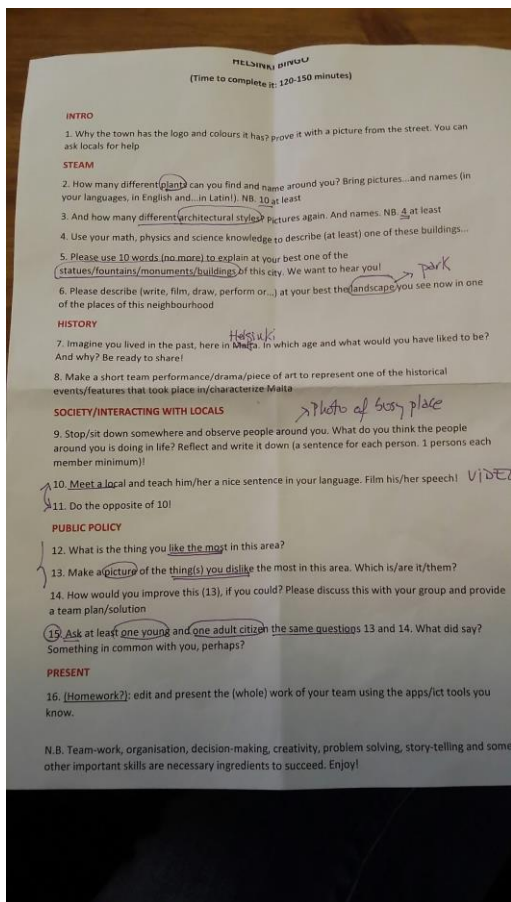 HELSINKI BINGO
(Time to complete it: 120-150 minutes)
INTRO
1. Why the town has the logo and colours it has? prove it with a picture from the street. You can
ask locals for help
STEAM
2. How many different plants can you find and name around you? Bring pictures...and names (in
your languages, in English and...in Latin!). NB. 10 at least
3. And how many different architectural styles? Pictures again. And names. NB. 4 at least
4. Use your math, physics and science knowledge to describe (at least) one of these buildings...
5. Please use 10 words (no more) to explain at your best one of the
statues/fountains/monuments/buildings of this city. We want to hear you!
→ park
6. Please describe (write, film, draw, perform or...) at your best the landscape you see now in one
of the places of this neighbourhood
HISTORY
Helsinki
7. Imagine you lived in the past, here in Malta. In which age and what would you have liked to be?
And why? Be ready to share!
8. Make a short team performance/drama/piece of art to represent one of the historical
events/features that took place in/characterize Malta
SOCIETY/INTERACTING WITH LOCALS
→ Photo of busy place
9. Stop/sit down somewhere and observe people around you. What do you think the people
around you is doing in life? Reflect and write it down (a sentence for each person. 1 persons each
member minimum)!
10. Meet a local and teach him/her a nice sentence in your language. Film his/her speech! VIDE
11. Do the opposite of 10!
PUBLIC POLICY
12. What is the thing you like the most in this area?
13. Make a picture of the thing(s) you dislike the most in this area. Which is/are it/them?
14. How would you improve this (13), if you could? Please discuss this with your group and provide
a team plan/solution
15. Ask at least one young and one adult citizen the same questions 13 and 14. What did say?
Something in common with you, perhaps?
PRESENT
16. (Homework?): edit and present the (whole) work of your team using the apps/ict tools you
know.
N.B. Team-work, organisation, decision-making, creativity, problem solving, story-telling and some
other important skills are necessary ingredients to succeed. Enjoy!